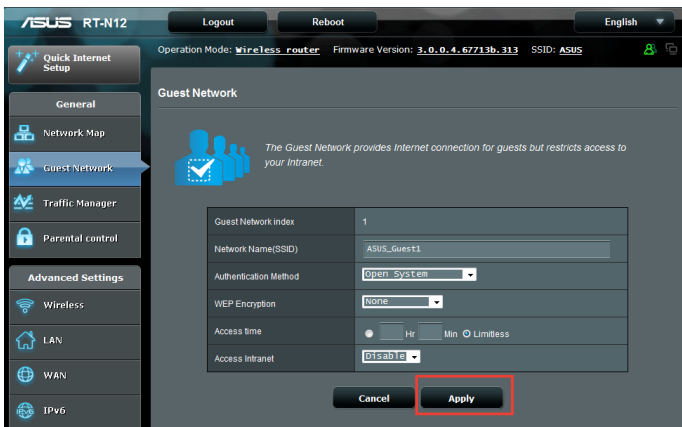 ASUS RT-N12
Logout
Reboot
English
Quick Internet
Setup
Operation Mode: Wireless router Firmware Version: 3.0.0.4.67713b.313 SSID: ASUS
General
Network Map
Guest Network
Traffic Manager
Parental control
Advanced Settings
Wireless
LAN
WAN
IPv6
IPv6
Guest Network
The Guest Network provides Internet connection for guests but restricts access to
your Intranet.
Guest Network index 1
Network Name(SSID) ASUS_Guest1
Authentication Method Open System
WEP Encryption None
Access time Hr Min Limitless
Access Intranet Disable
Cancel
Apply